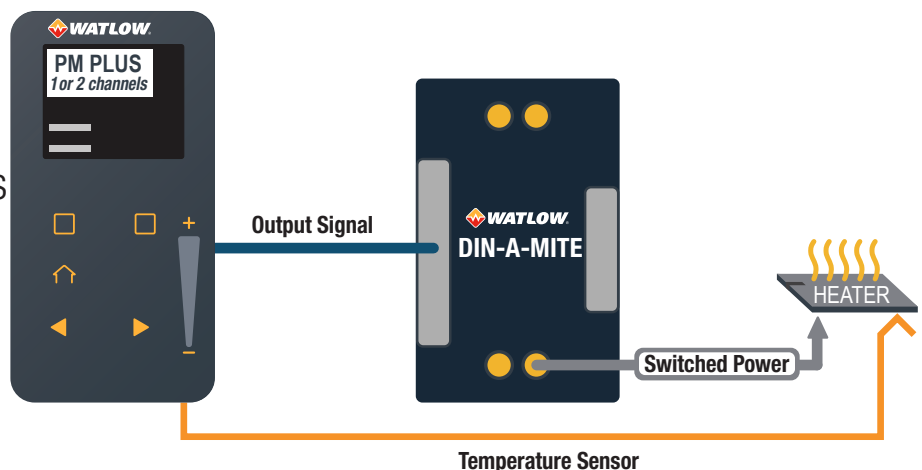 WATLOW
PM PLUS
1 or 2 channels
S
+
−
Output Signal
WATLOW
DIN-A-MITE
Switched Power
HEATER
Temperature Sensor